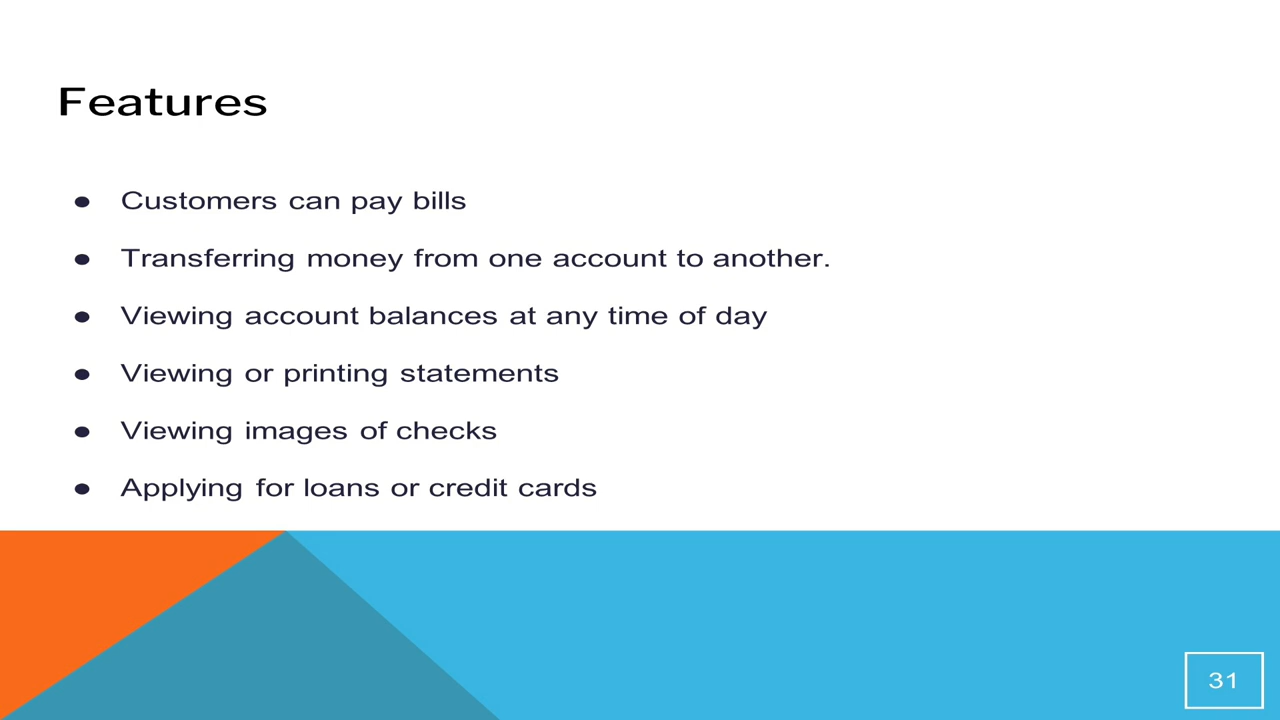 Features
● Customers can pay bills
● Transferring money from one account to another.
● Viewing account balances at any time of day
● Viewing or printing statements
● Viewing images of checks
● Applying for loans or credit cards
31